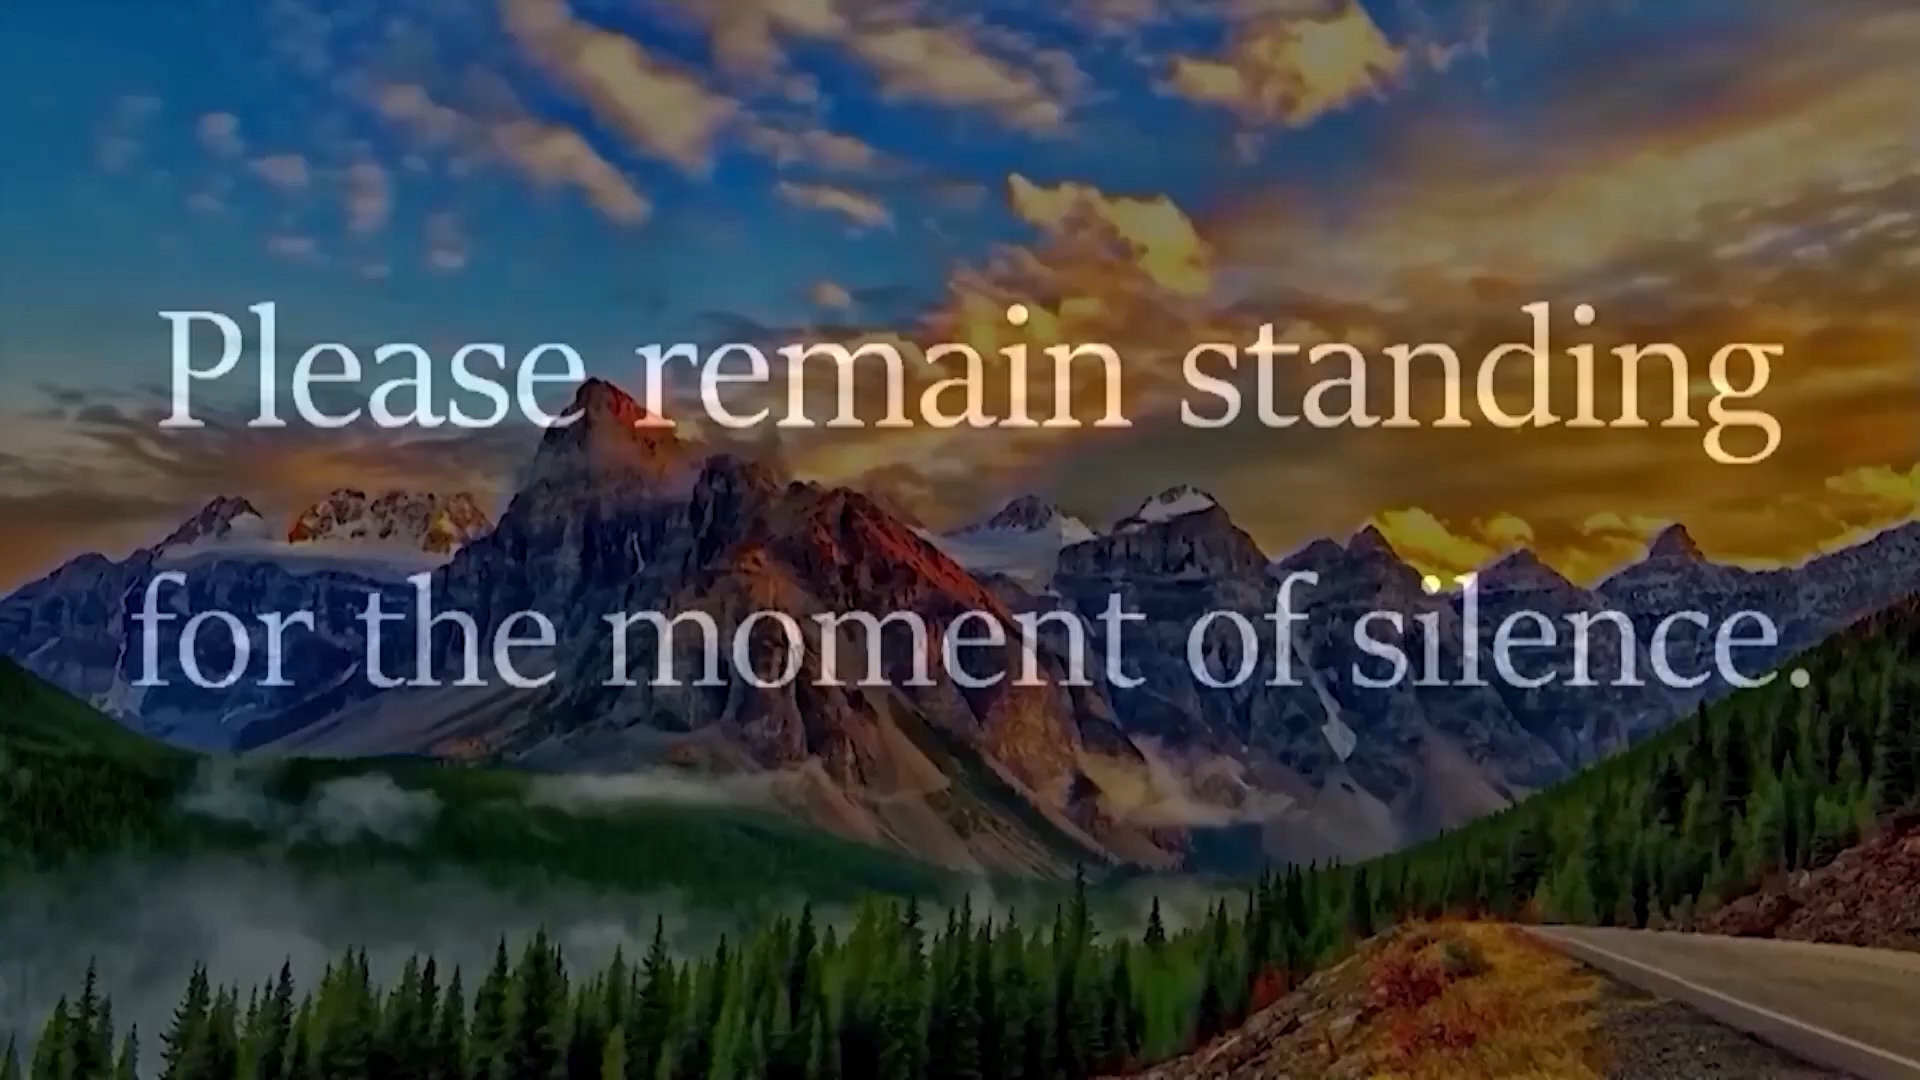 Please remain standing
for the moment of silence.